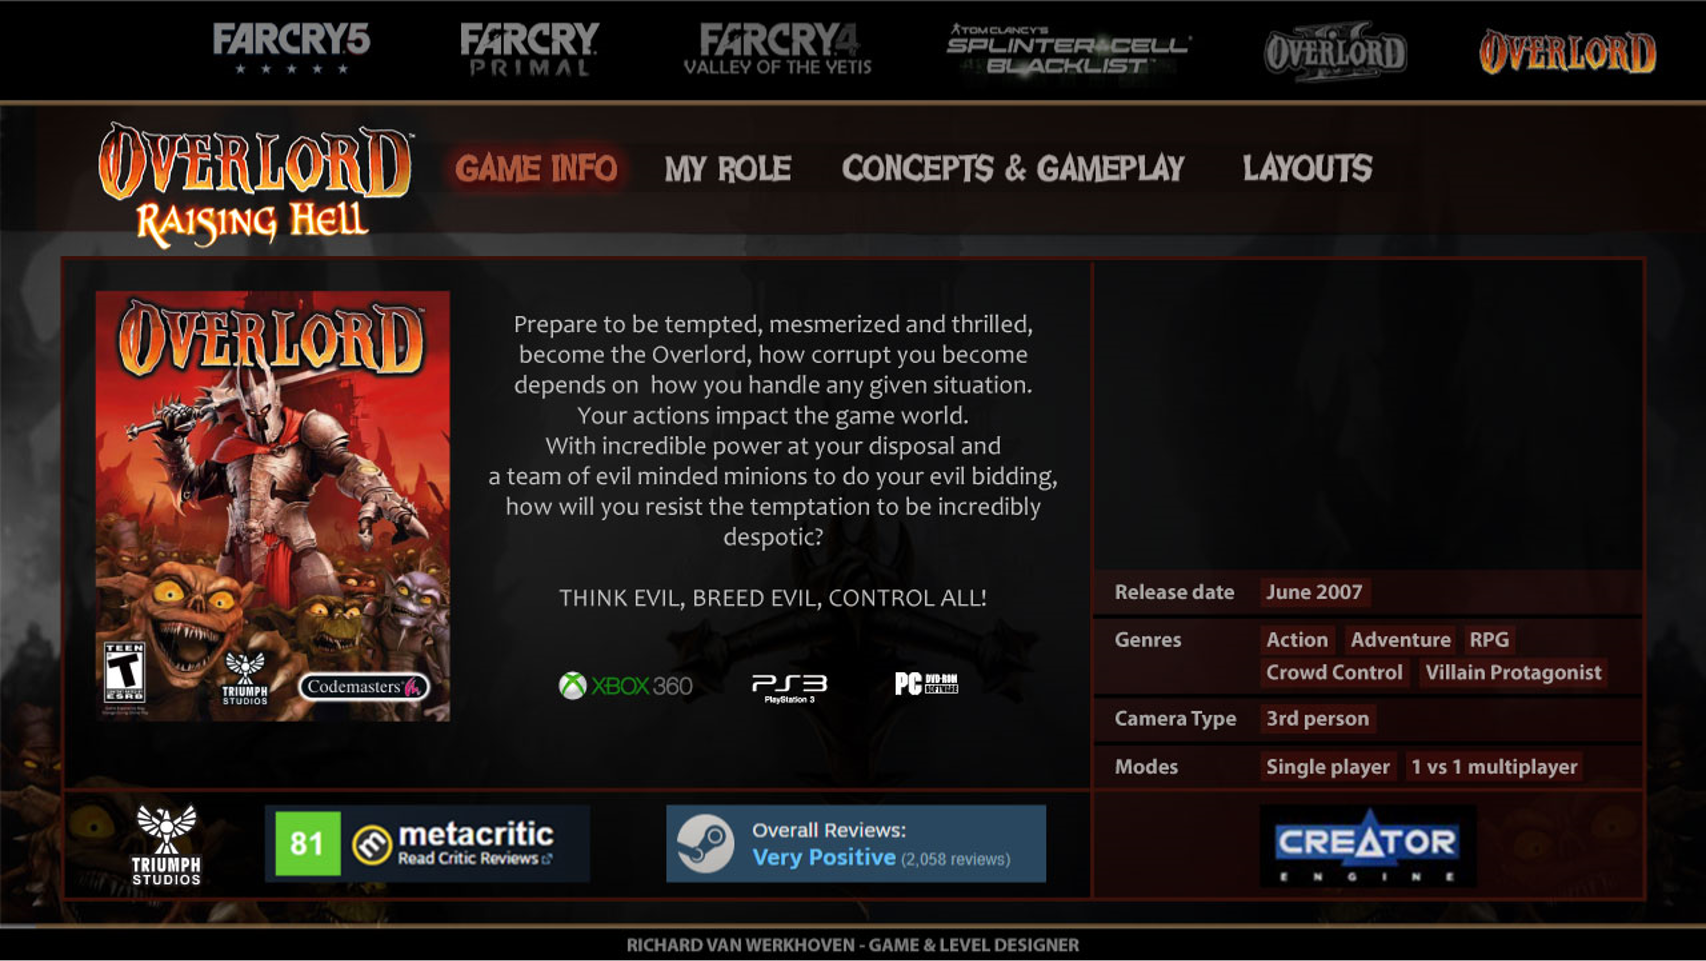 FARCRY 5
FARCRY
PRIMAL
FARCRY 4
VALLEY OF THE YETIS
TOM CLANCY'S
SPLINTER CELL
BLACKLIST
OVERLORD II
OVERLORD
OVERLORD™
RAISING HELL
GAME INFO
MY ROLE
CONCEPTS & GAMEPLAY
LAYOUTS
OVERLORD™
TEEN
T
ESRB
TRIUMPH
STUDIOS
Codemasters
Prepare to be tempted, mesmerized and thrilled,
become the Overlord, how corrupt you become
depends on how you handle any given situation.
Your actions impact the game world.
With incredible power at your disposal and
a team of evil minded minions to do your evil bidding,
how will you resist the temptation to be incredibly
despotic?
THINK EVIL, BREED EVIL, CONTROL ALL!
XBOX 360
PS3
PlayStation 3
PC DVD-ROM
SOFTWARE
Release date June 2007
Genres Action Adventure RPG
Crowd Control Villain Protagonist
Camera Type 3rd person
Modes Single player 1 vs 1 multiplayer
TRIUMPH
STUDIOS
81
metacritic
Read Critic Reviews
Overall Reviews:
Very Positive (2,058 reviews)
CREATOR
ENGINE
RICHARD VAN WERKHOVEN - GAME & LEVEL DESIGNER